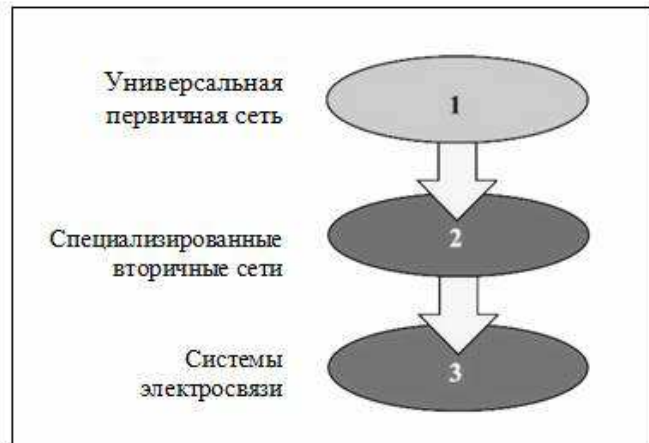 Универсальная
первичная сеть
1
Специализированные
вторичные сети
2
Системы
электросвязи
3